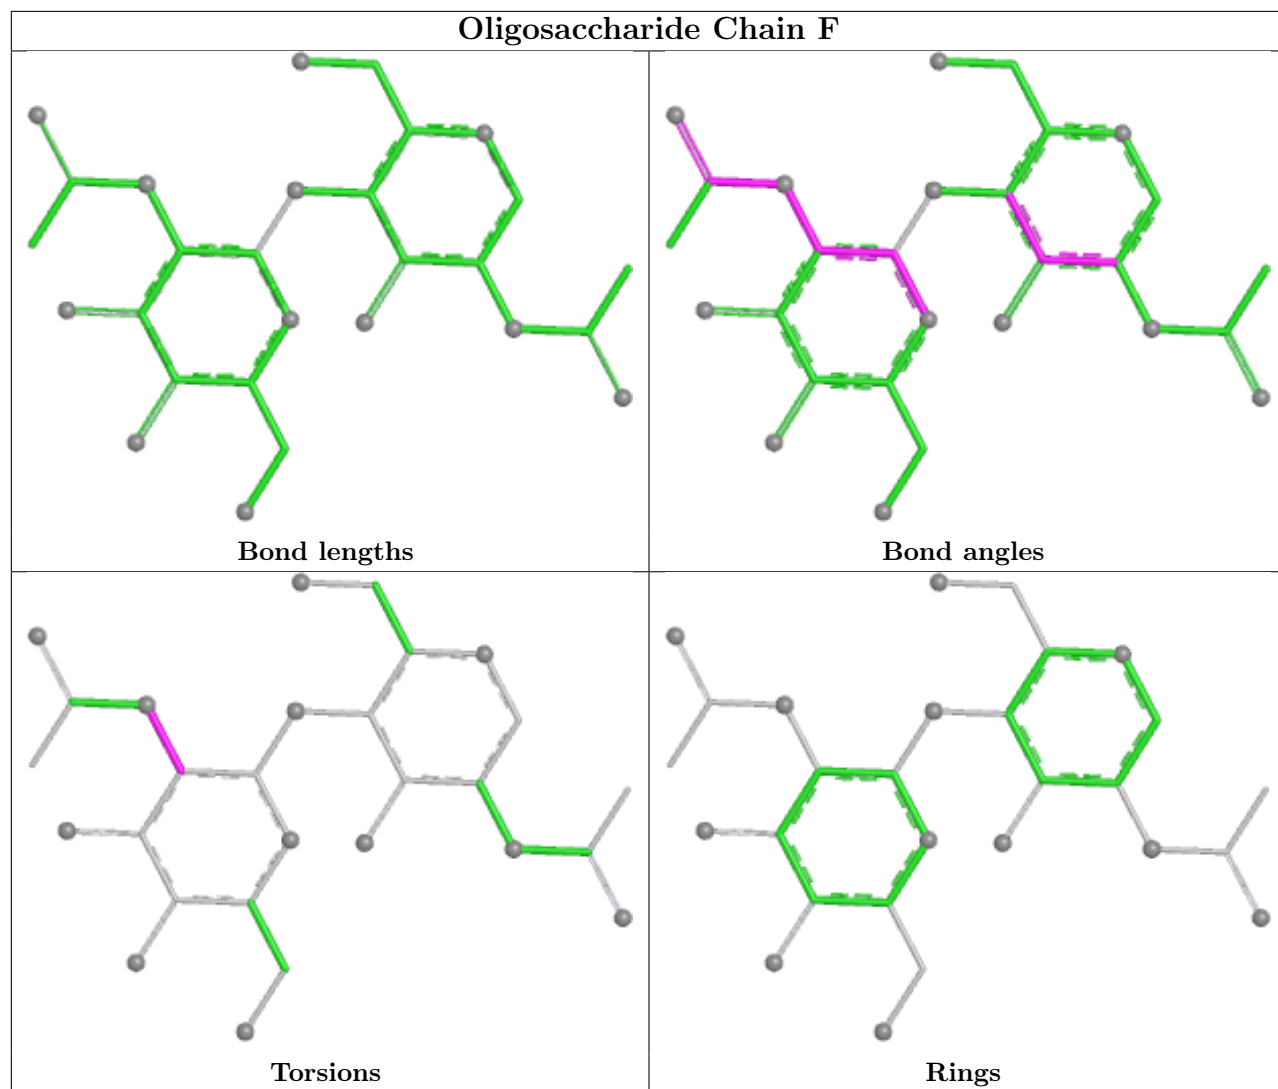 Oligosaccharide Chain F
Bond lengths
Bond angles
Torsions
Rings